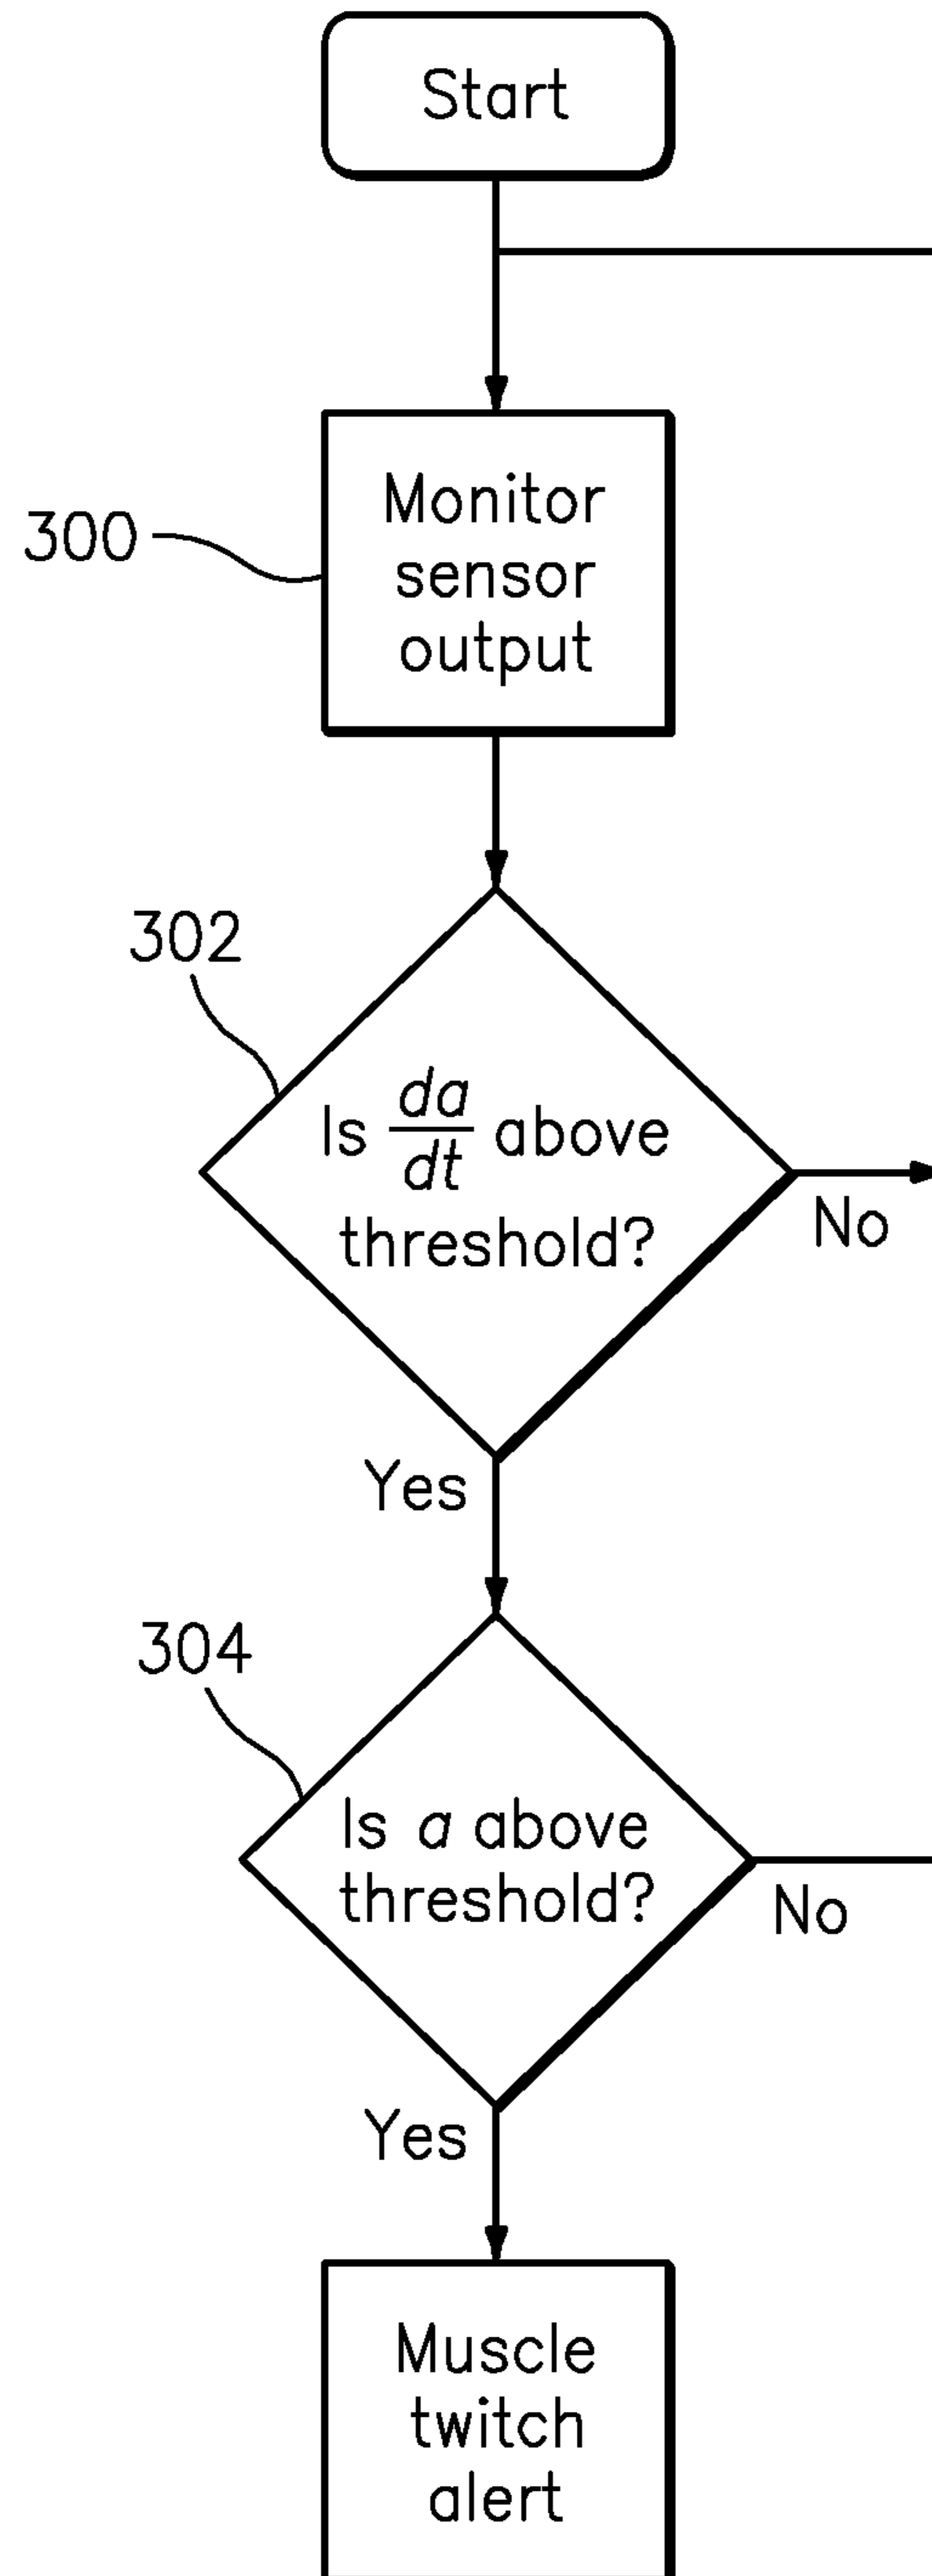 Start
300
Monitor
sensor
output
302
Is da/dt above
threshold?
No
Yes
304
Is a above
threshold?
No
Yes
Muscle
twitch
alert